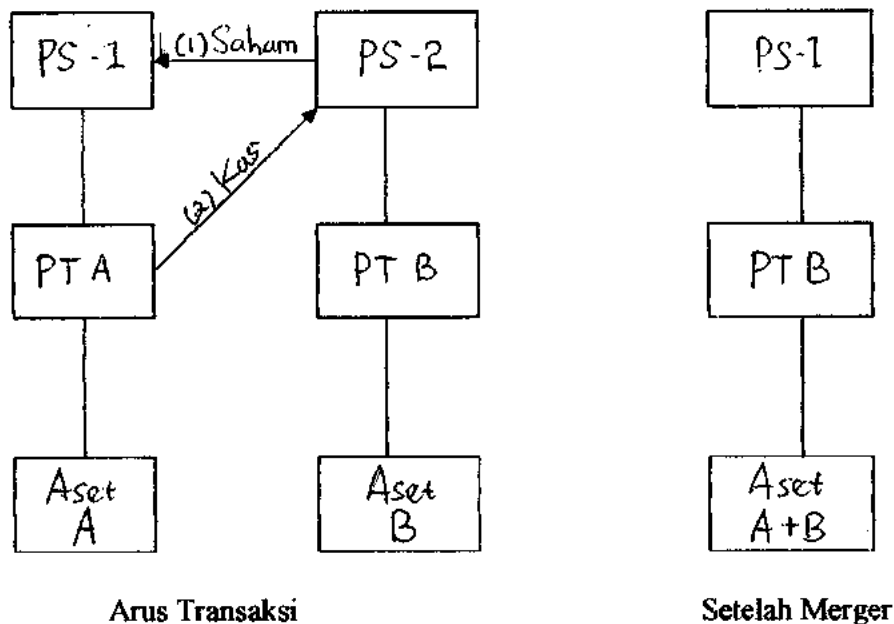 PS-1
(1) Saham
PS-2
PS-1
(2) Kas
PT A
PT B
PT B
Aset
A
Aset
B
Aset
A+B
Arus Transaksi
Setelah Merger